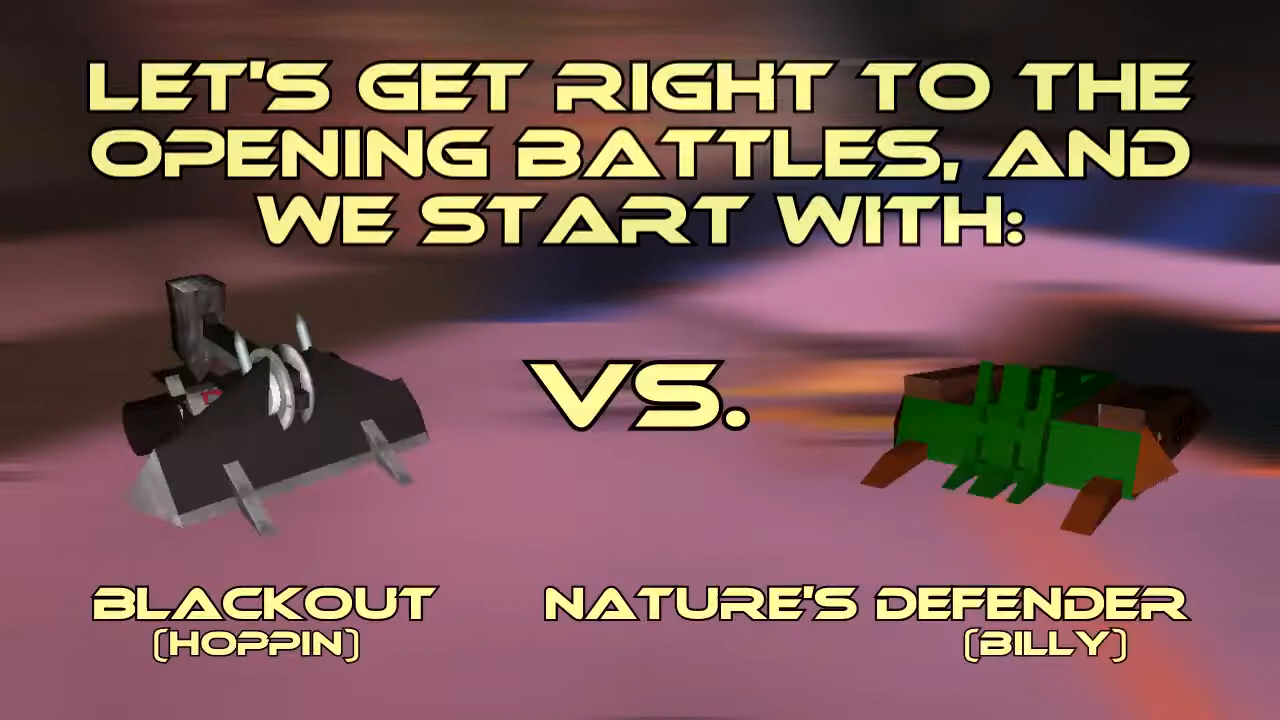 LET'S GET RIGHT TO THE
OPENING BATTLES, AND
WE START WITH:
VS.
BLACKOUT
(HOPPIN)
NATURE'S DEFENDER
(BILLY)